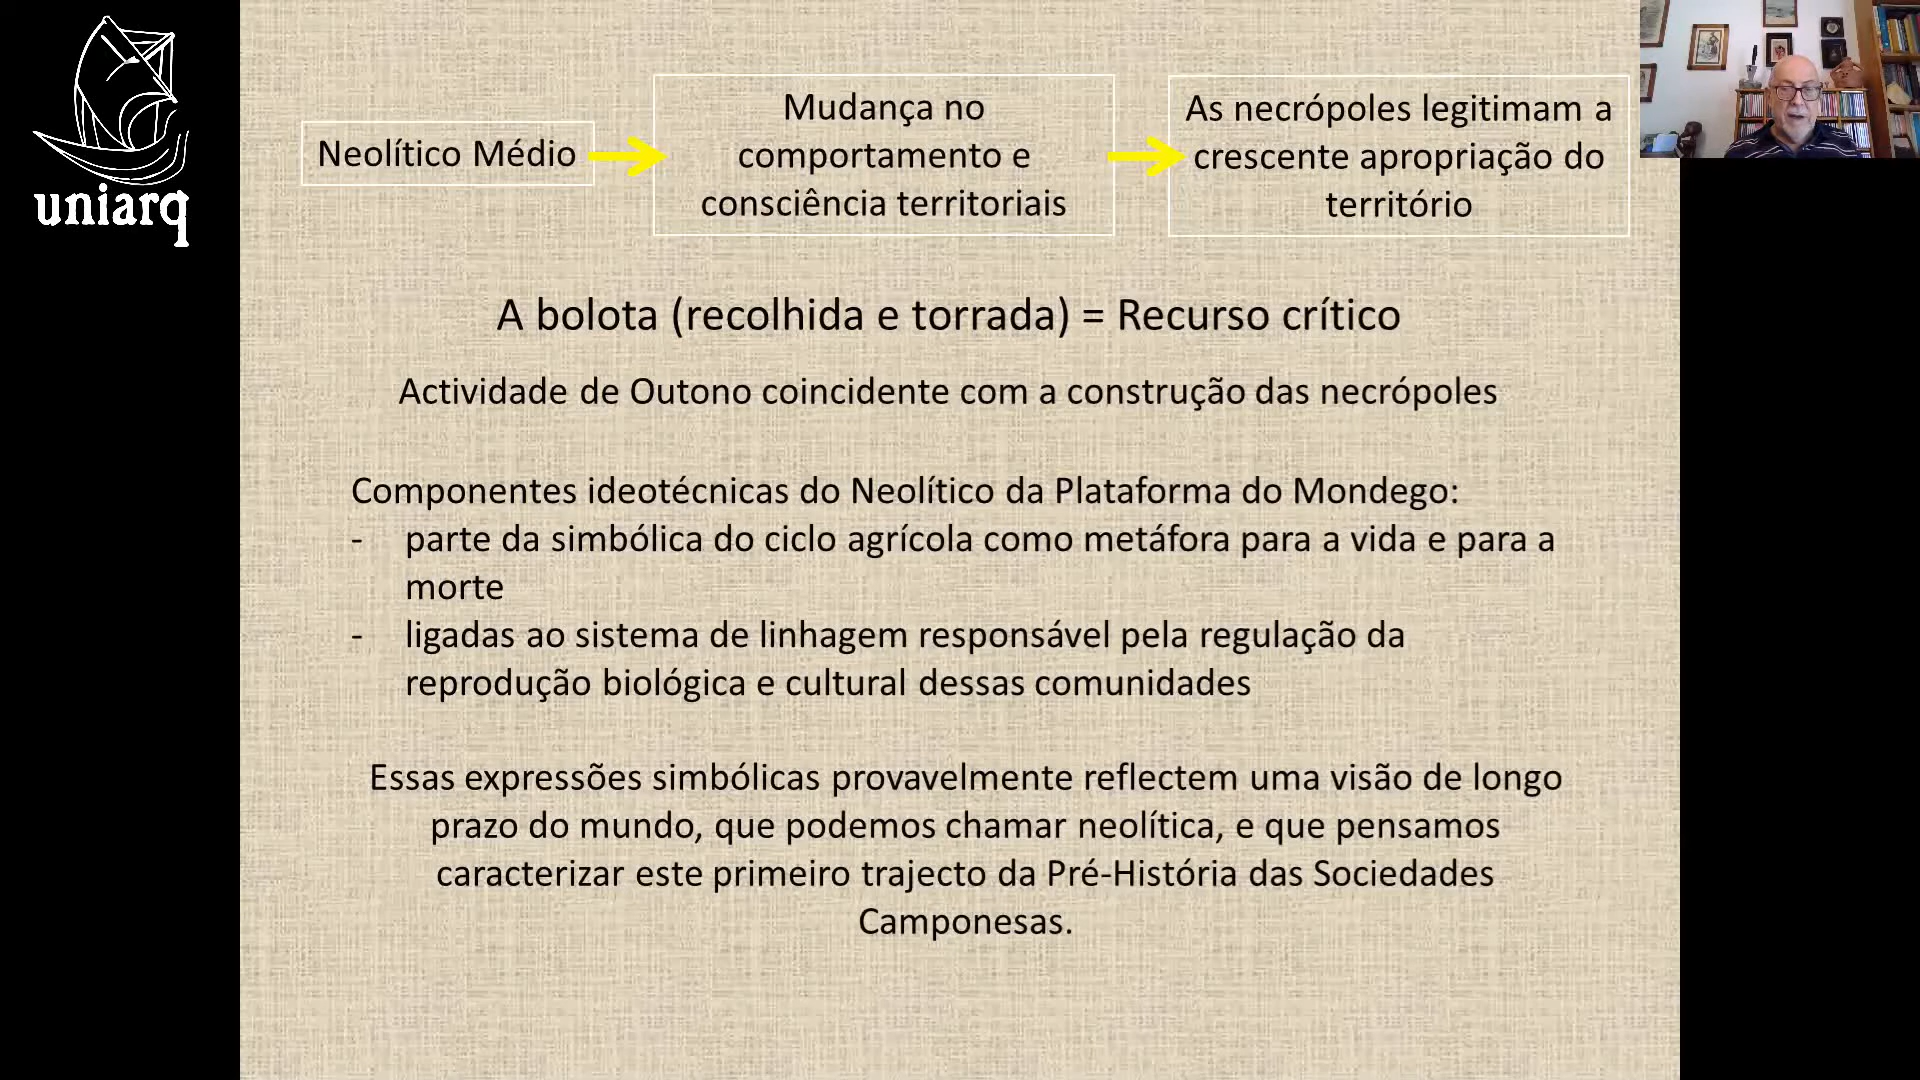 uniarq
Neolítico Médio
Mudança no
comportamento e
consciência territoriais
As necrópoles legitimam a
crescente apropriação do
território
A bolota (recolhida e torrada) = Recurso crítico
Actividade de Outono coincidente com a construção das necrópoles
Componentes ideotécnicas do Neolítico da Plataforma do Mondego:
- parte da simbólica do ciclo agrícola como metáfora para a vida e para a
morte
- ligadas ao sistema de linhagem responsável pela regulação da
reprodução biológica e cultural dessas comunidades
Essas expressões simbólicas provavelmente reflectem uma visão de longo
prazo do mundo, que podemos chamar neolítica, e que pensamos
caracterizar este primeiro trajecto da Pré-História das Sociedades
Camponesas.